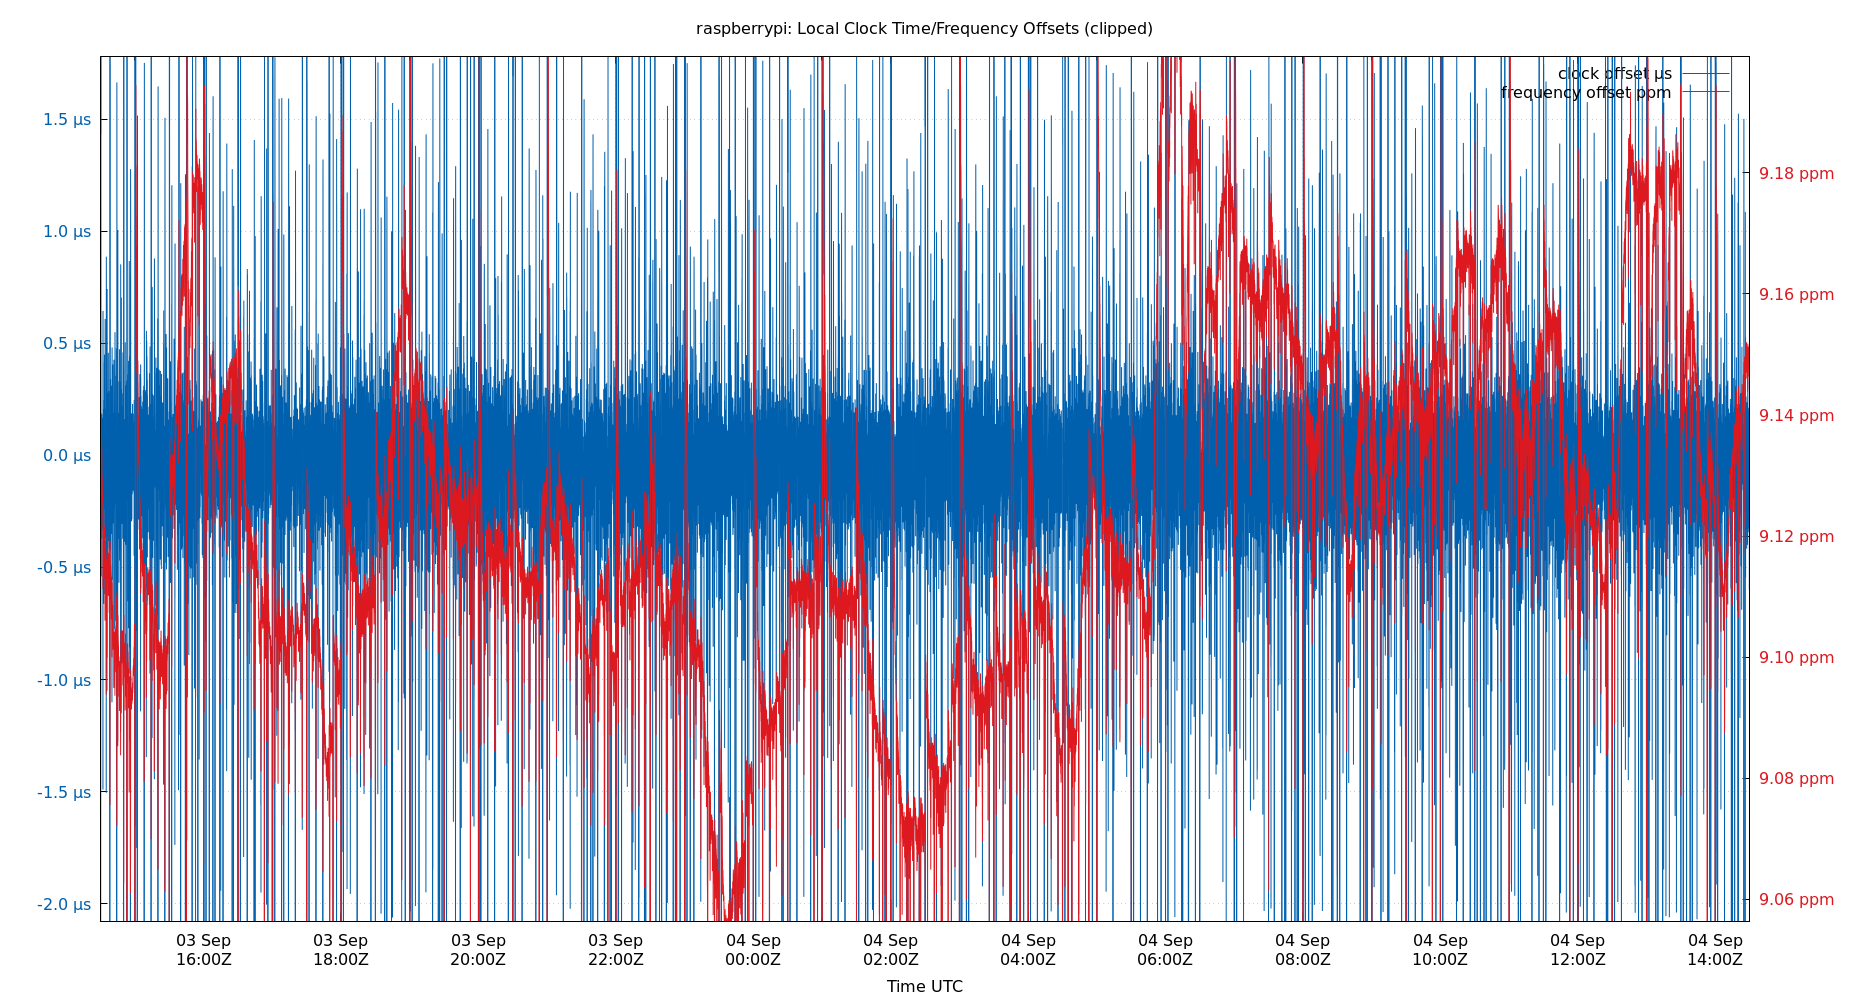 raspberrypi: Local Clock Time/Frequency Offsets (clipped)
clock offset µs
frequency offset ppm
1.5 µs
1.0 µs
0.5 µs
0.0 µs
-0.5 µs
-1.0 µs
-1.5 µs
-2.0 µs
9.18 ppm
9.16 ppm
9.14 ppm
9.12 ppm
9.10 ppm
9.08 ppm
9.06 ppm
03 Sep 03 Sep 03 Sep 03 Sep 04 Sep 04 Sep 04 Sep 04 Sep 04 Sep 04 Sep 04 Sep 04 Sep
16:00Z 18:00Z 20:00Z 22:00Z 00:00Z 02:00Z 04:00Z 06:00Z 08:00Z 10:00Z 12:00Z 14:00Z
Time UTC